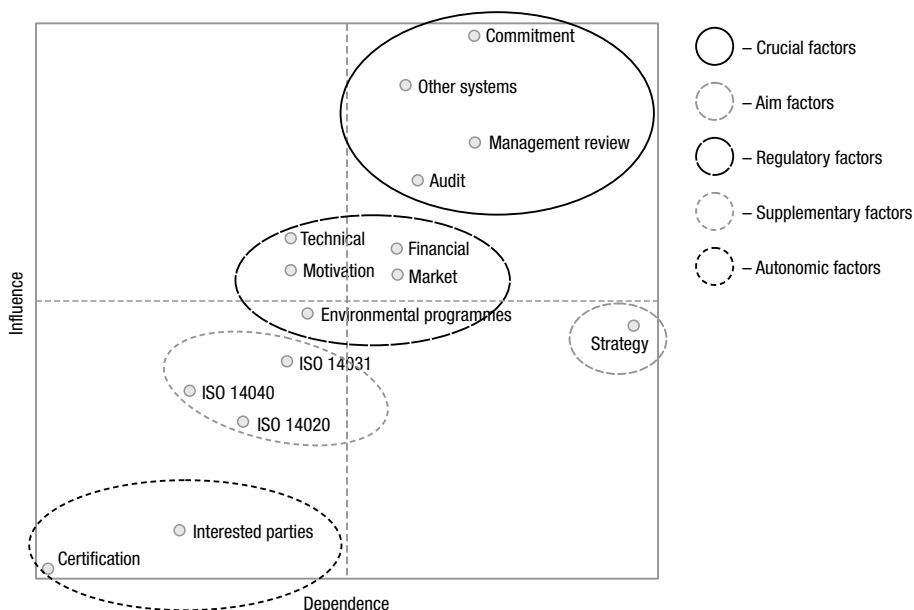 Commitment
Other systems
Management review
Audit
Technical
Financial
Motivation
Market
Environmental programmes
Strategy
ISO 14031
ISO 14040
ISO 14020
Interested parties
Certification
Influence
Dependence
– Crucial factors
– Aim factors
– Regulatory factors
– Supplementary factors
– Autonomic factors